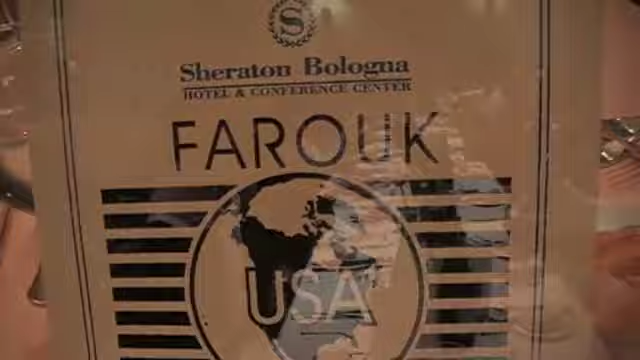 S
Sheraton Bologna
HOTEL & CONFERENCE CENTER
FAROUK
USA